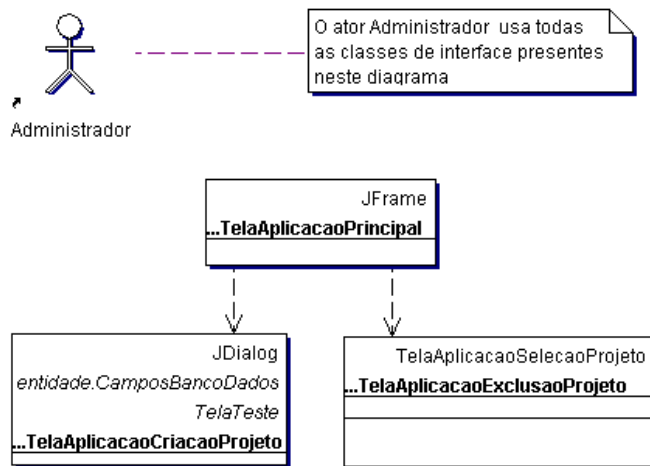 O ator Administrador usa todas
as classes de interface presentes
neste diagrama
Administrador
JFrame
...TelaAplicacaoPrincipal
JDialog
entidade.CamposBancoDados
TelaTeste
...TelaAplicacaoCriacaoProjeto
TelaAplicacaoSelecaoProjeto
...TelaAplicacaoExclusaoProjeto